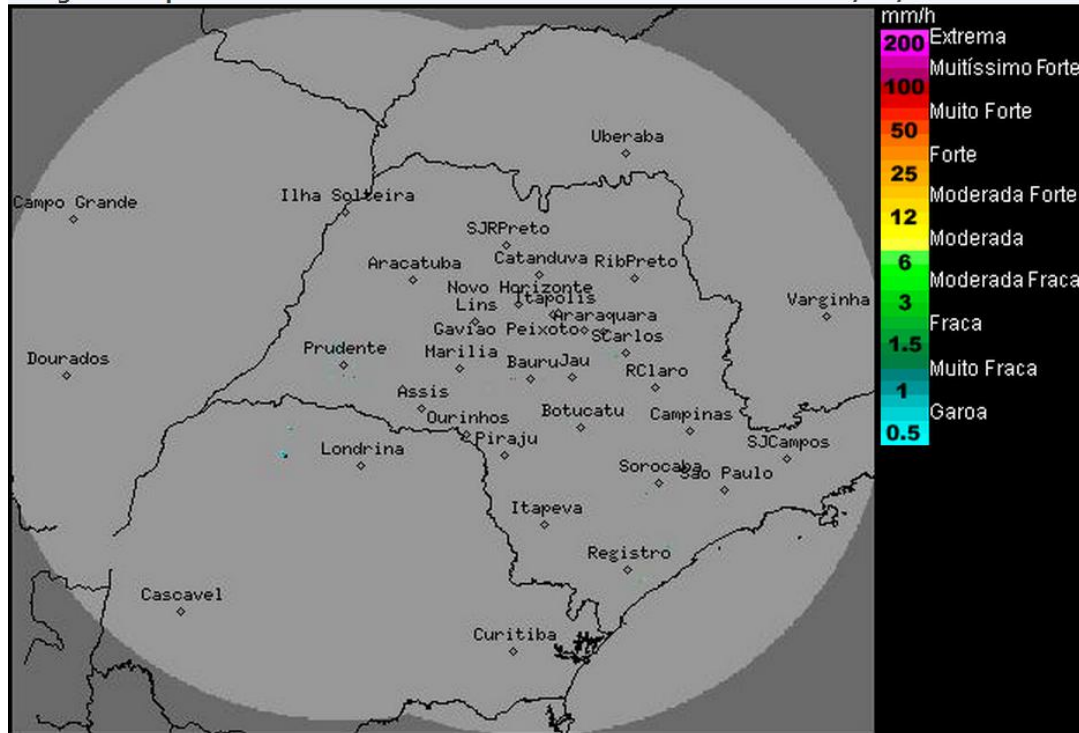 mm/h
200 Extrema
Muitíssimo Forte
100
Muito Forte
50
Forte
25
Moderada Forte
12
Moderada
6
Moderada Fraca
3
Fraca
1.5
Muito Fraca
1
Garoa
0.5
Uberaba
Campo Grande
Ilha Solteira
SJRPreto
Catanduva
RibPreto
Aracatuba
Novo Horizonte
Itapolis
Lins
Varginha
Araraquara
Gaviao Peixoto
SCarlos
Prudente
Marilia
Bauru
Jau
Dourados
RClaro
Assis
Ourinhos
Botucatu
Campinas
Piraju
Londrina
SJCampos
Sorocaba
Sao Paulo
Itapeva
Registro
Cascavel
Curitiba